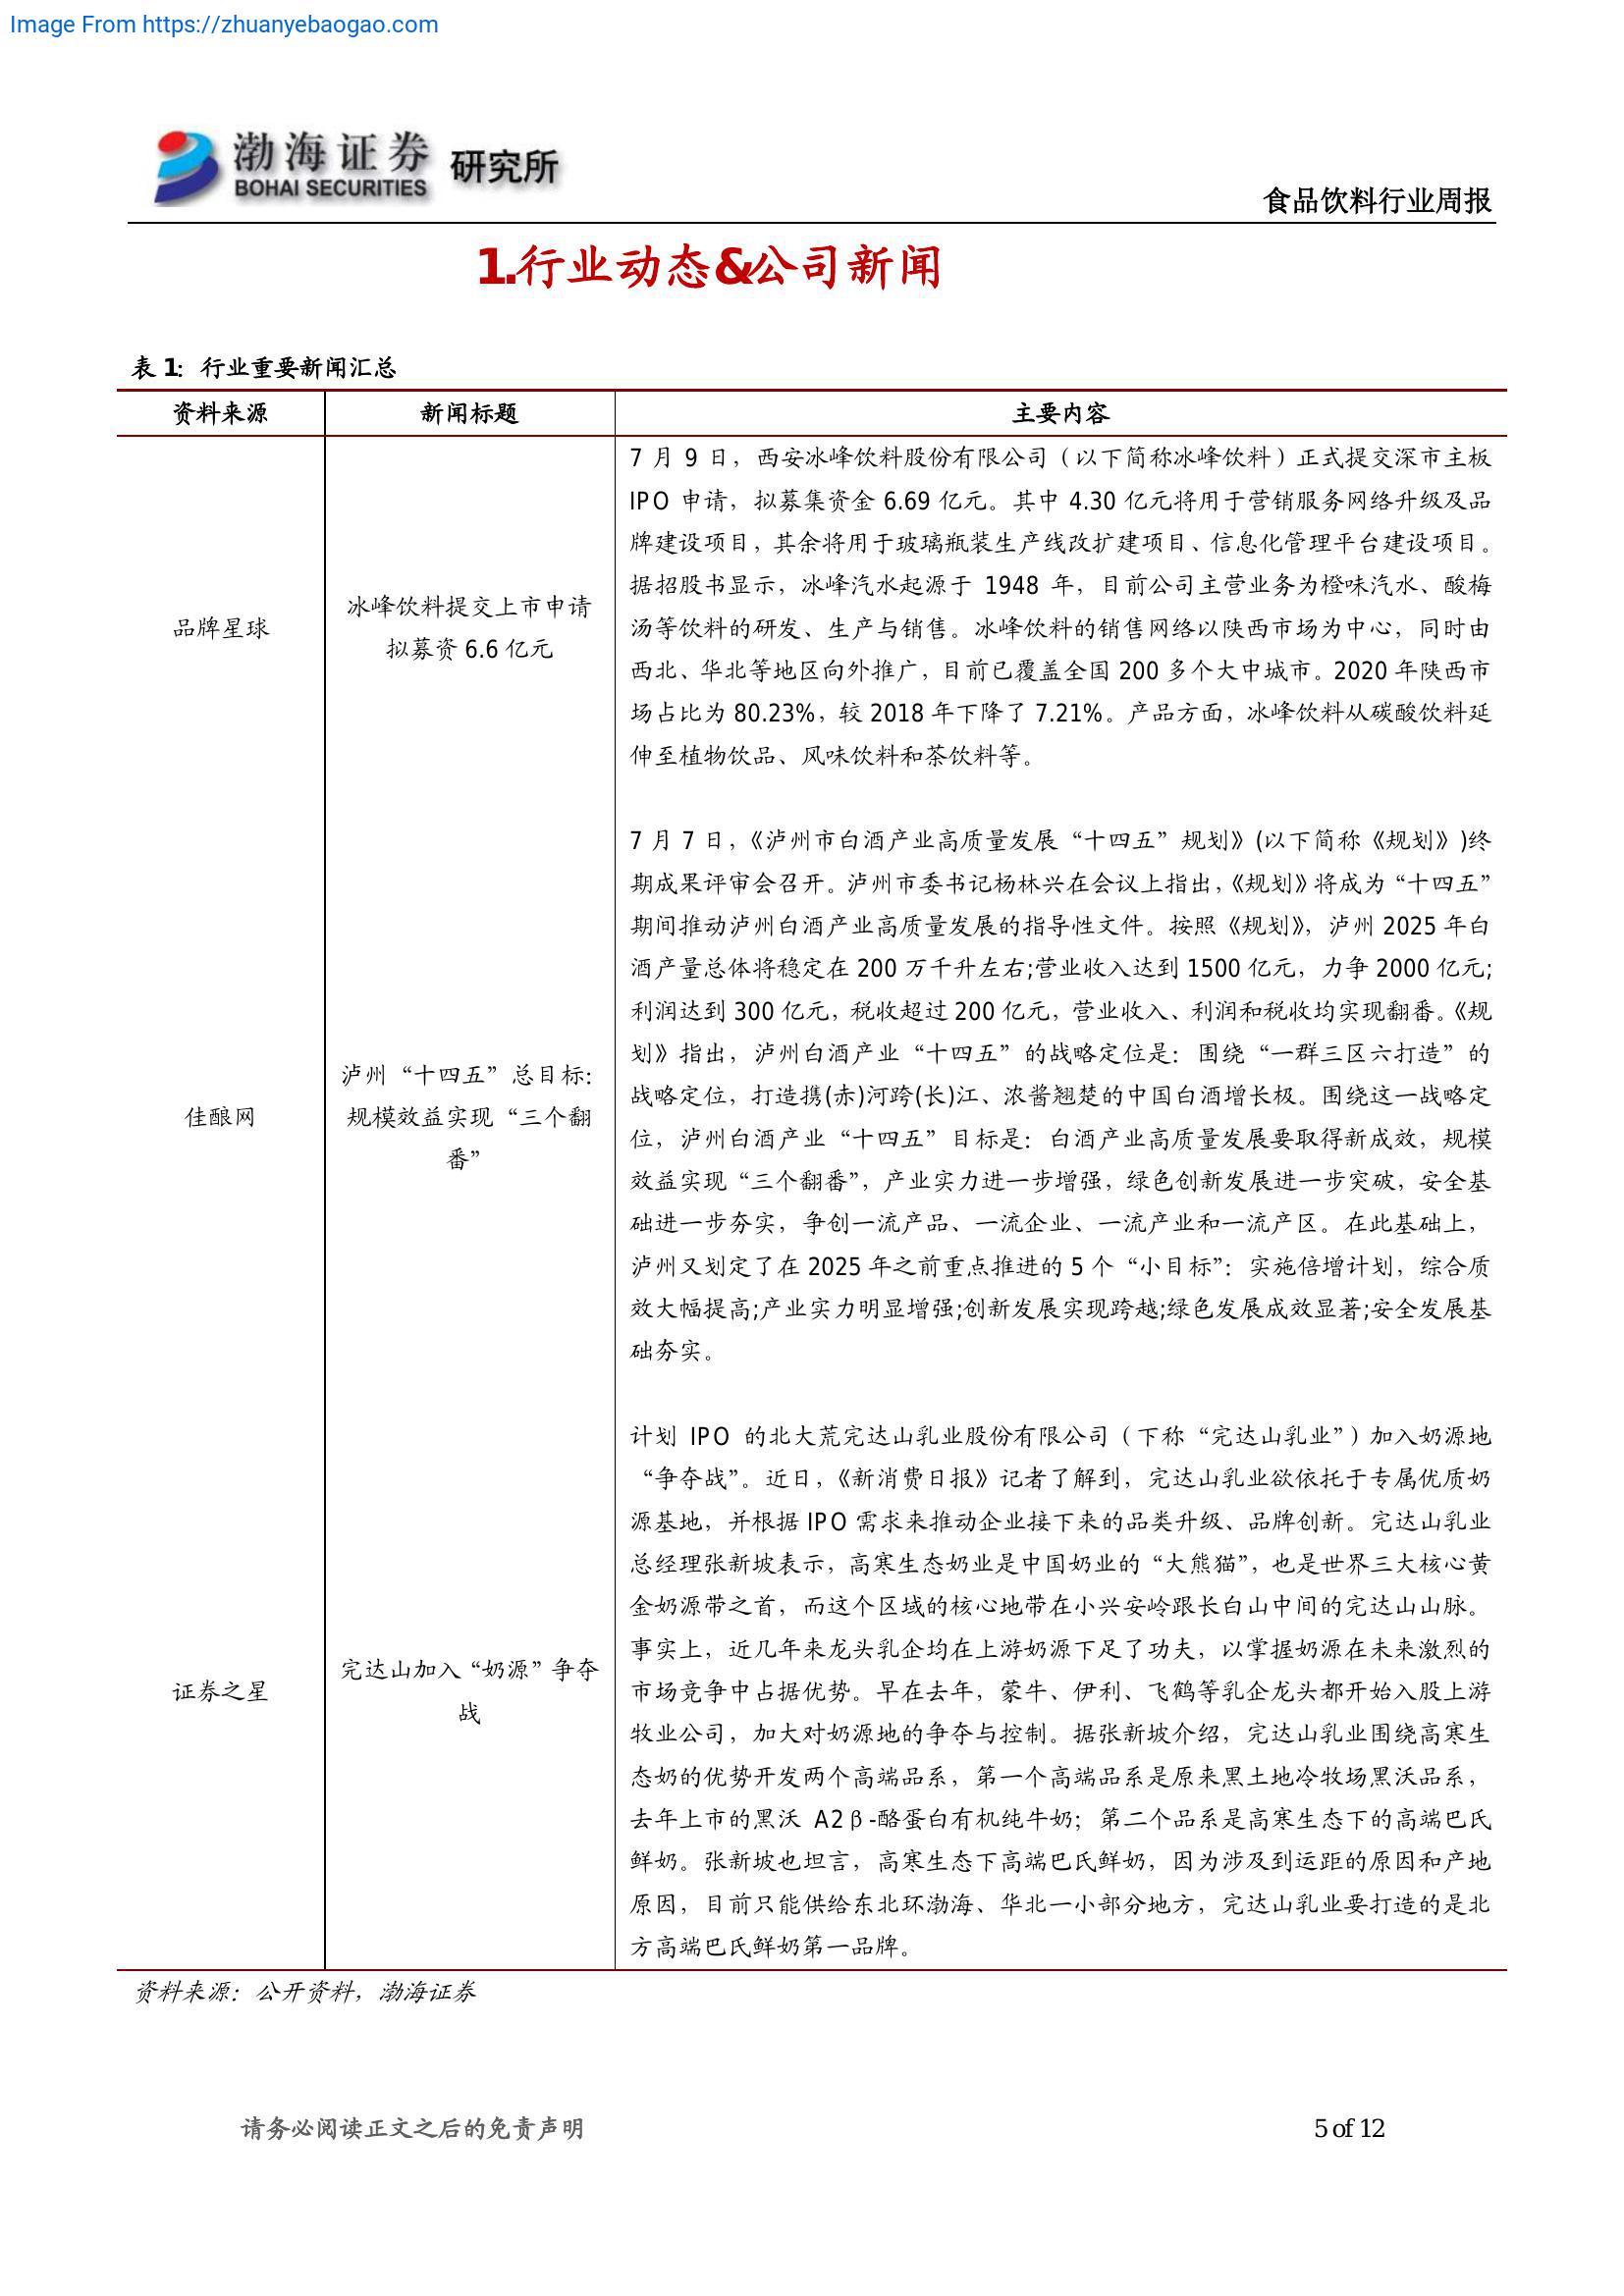 Image From https://zhuanyebaogao.com
渤海证券 研究所
BOHAI SECURITIES
食品饮料行业周报
1.行业动态&公司新闻
表 1：行业重要新闻汇总
资料来源 新闻标题 主要内容
品牌星球
冰峰饮料提交上市申请
拟募资 6.6 亿元
7 月 9 日，西安冰峰饮料股份有限公司（以下简称冰峰饮料）正式提交深市主板
IPO 申请，拟募集资金 6.69 亿元。其中 4.30 亿元将用于营销服务网络升级及品
牌建设项目，其余将用于玻璃瓶装生产线改扩建项目、信息化管理平台建设项目。
据招股书显示，冰峰汽水起源于 1948 年，目前公司主营业务为橙味汽水、酸梅
汤等饮料的研发、生产与销售。冰峰饮料的销售网络以陕西市场为中心，同时由
西北、华北等地区向外推广，目前已覆盖全国 200 多个大中城市。2020 年陕西市
场占比为 80.23%，较 2018 年下降了 7.21%。产品方面，冰峰饮料从碳酸饮料延
伸至植物饮品、风味饮料和茶饮料等。
佳酿网
泸州“十四五”总目标：
规模效益实现“三个翻
番”
7 月 7 日，《泸州市白酒产业高质量发展“十四五”规划》(以下简称《规划》)终
期成果评审会召开。泸州市委书记杨林兴在会议上指出，《规划》将成为“十四五”
期间推动泸州白酒产业高质量发展的指导性文件。按照《规划》，泸州 2025 年白
酒产量总体将稳定在 200 万千升左右;营业收入达到 1500 亿元，力争 2000 亿元;
利润达到 300 亿元，税收超过 200 亿元，营业收入、利润和税收均实现翻番。《规
划》指出，泸州白酒产业“十四五”的战略定位是：围绕“一群三区六打造”的
战略定位，打造携(赤)河跨(长)江、浓酱翘楚的中国白酒增长极。围绕这一战略定
位，泸州白酒产业“十四五”目标是：白酒产业高质量发展要取得新成效，规模
效益实现“三个翻番”，产业实力进一步增强，绿色创新发展进一步突破，安全基
础进一步夯实，争创一流产品、一流企业、一流产业和一流产区。在此基础上，
泸州又划定了在 2025 年之前重点推进的 5 个“小目标”：实施倍增计划，综合质
效大幅提高;产业实力明显增强;创新发展实现跨越;绿色发展成效显著;安全发展基
础夯实。
证券之星
完达山加入“奶源”争夺
战
计划 IPO 的北大荒完达山乳业股份有限公司（下称“完达山乳业”）加入奶源地
“争夺战”。近日，《新消费日报》记者了解到，完达山乳业欲依托于专属优质奶
源基地，并根据 IPO 需求来推动企业接下来的品类升级、品牌创新。完达山乳业
总经理张新坡表示，高寒生态奶业是中国奶业的“大熊猫”，也是世界三大核心黄
金奶源带之首，而这个区域的核心地带在小兴安岭跟长白山中间的完达山山脉。
事实上，近几年来龙头乳企均在上游奶源下足了功夫，以掌握奶源在未来激烈的
市场竞争中占据优势。早在去年，蒙牛、伊利、飞鹤等乳企龙头都开始入股上游
牧业公司，加大对奶源地的争夺与控制。据张新坡介绍，完达山乳业围绕高寒生
态奶的优势开发两个高端品系，第一个高端品系是原来黑土地冷牧场黑沃品系，
去年上市的黑沃 A2β-酪蛋白有机纯牛奶；第二个品系是高寒生态下的高端巴氏
鲜奶。张新坡也坦言，高寒生态下高端巴氏鲜奶，因为涉及到运距的原因和产地
原因，目前只能供给东北环渤海、华北一小部分地方，完达山乳业要打造的是北
方高端巴氏鲜奶第一品牌。
资料来源：公开资料，渤海证券
请务必阅读正文之后的免责声明 5 of 12